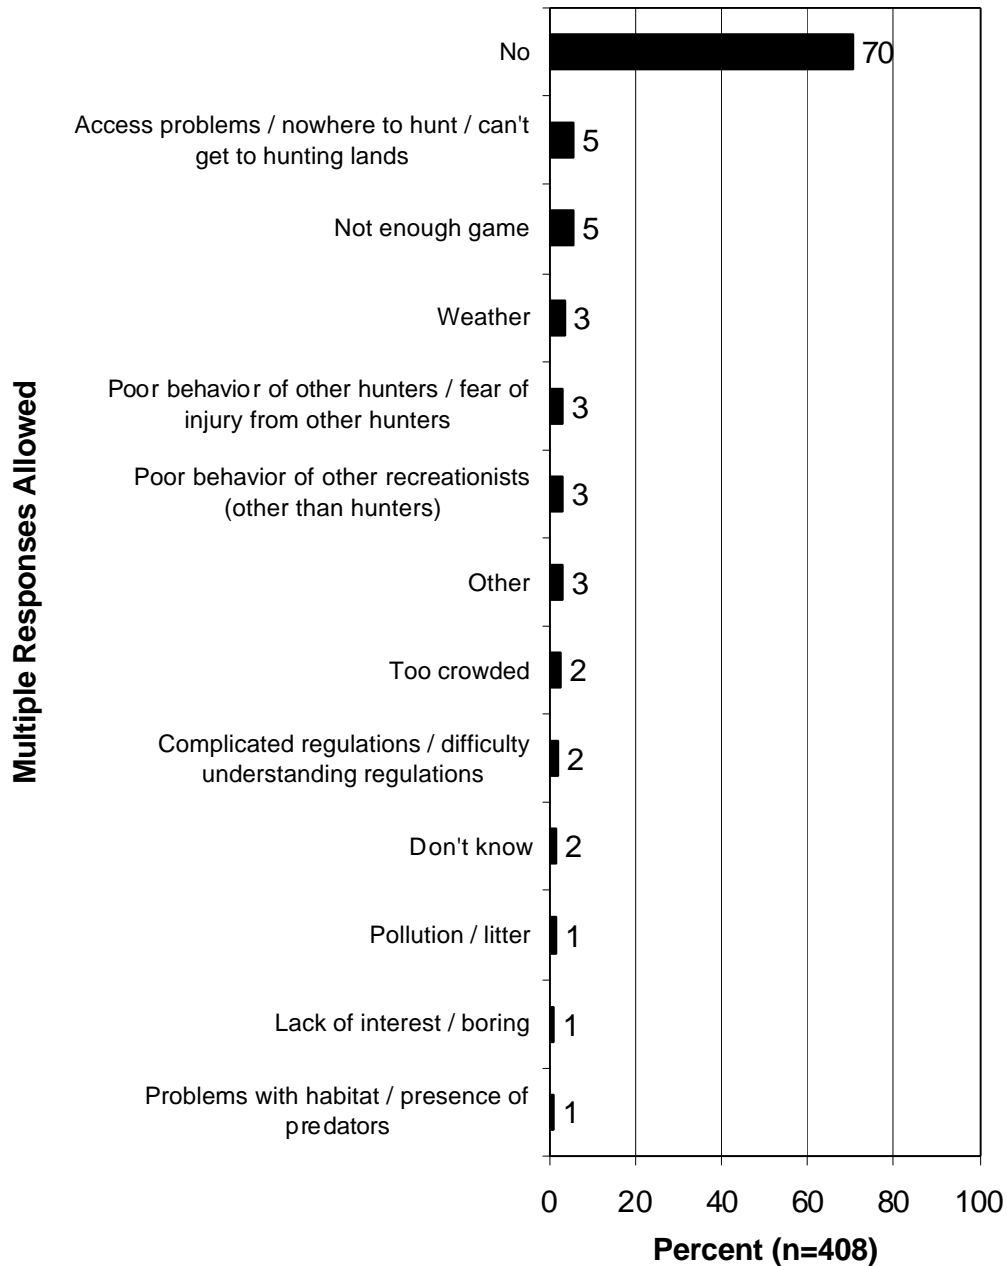 No
70
Access problems / nowhere to hunt / can't
get to hunting lands
5
Not enough game
5
Weather
3
Poor behavior of other hunters / fear of
injury from other hunters
3
Poor behavior of other recreationists
(other than hunters)
3
Other
3
Too crowded
2
Complicated regulations / difficulty
understanding regulations
2
Don't know
2
Pollution / litter
1
Lack of interest / boring
1
Problems with habitat / presence of
predators
1
Multiple Responses Allowed
0 20 40 60 80 100
Percent (n=408)